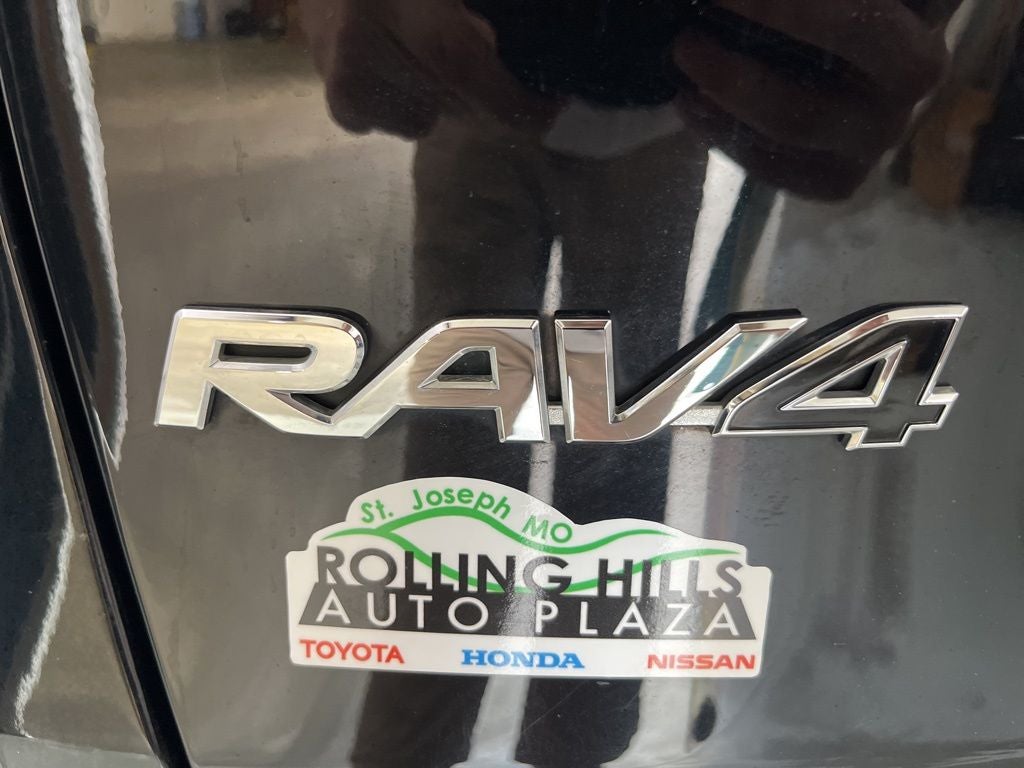 RAV4
St. Joseph MO
ROLLING HILLS
AUTO PLAZA
TOYOTA HONDA NISSAN